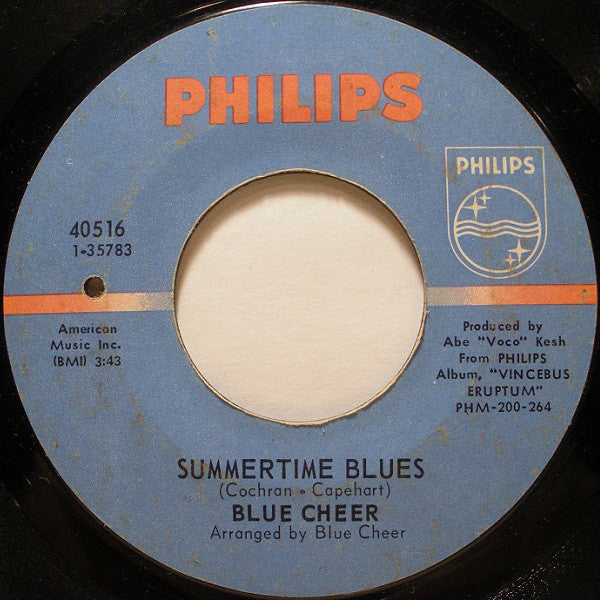 PHILIPS
PHILIPS
40516
1-35783
American
Music Inc.
(BMI) 3:43
Produced by
Abe "Voco" Kesh
From PHILIPS
Album, "VINCEBUS
ERUPTUM"
PHM-200-264
SUMMERTIME BLUES
(Cochran - Capehart)
BLUE CHEER
Arranged by Blue Cheer